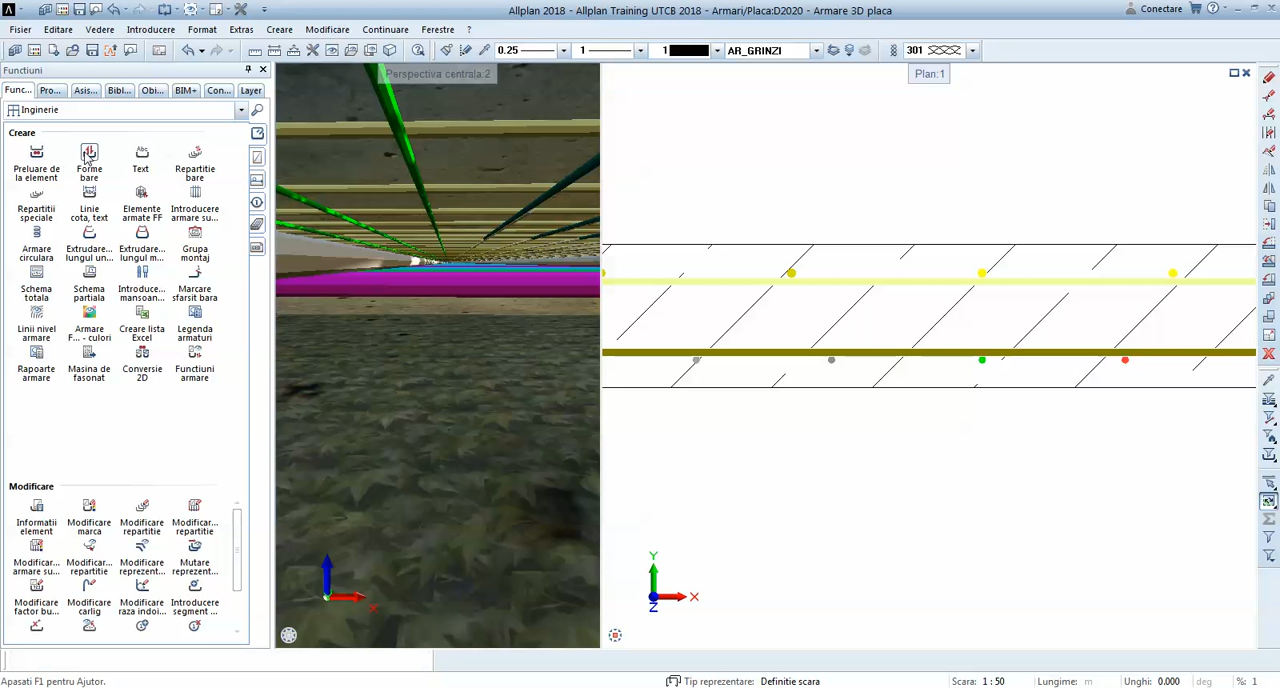 Allplan 2018 - Allplan Training UTCB 2018 - Armari/Placa:D2020 - Armare 3D placa
Conectare
Fisier Editare Vedere Introducere Format Extras Creare Modificare Continuare Ferestre ?
0.25 1 1 AR_GRINZI 301
Functiuni
Func... Pro... Asis... Bibl... Obi... BIM+ Con... Layer
Inginerie
Creare
Preluare de la element
Forme bare
Abc
Text
Repartitie bare
Repartitii speciale
Linie cota, text
Elemente armate FF
Introducere armare su...
Armare circulara
Extrudare... lungul un...
Extrudare... lungul m...
Grupa montaj
Schema totala
Schema partiala
Introduce... mansoan...
Marcare sfarsit bara
Linii nivel armare
Armare F... - culori
Creare lista Excel
Legenda armaturi
Rapoarte armare
Masina de fasonat
Conversie 2D
Functiuni armare
Modificare
Informatii element
Modificare marca
Modificare repartitie
Modificar... repartitie
Modificar... armare su...
Modificar... repartitie
Modificare reprezent...
Mutare reprezent...
Modificare factor bu...
Modificare carlig
Modificare raza indoi...
Introducere segment ...
Perspectiva centrala:2
Plan:1
X
Y
X
Z
Apasati F1 pentru Ajutor.
Tip reprezentare: Definitie scara Scara: 1 : 50 Lungime: m Unghi: 0.000 deg %: 1